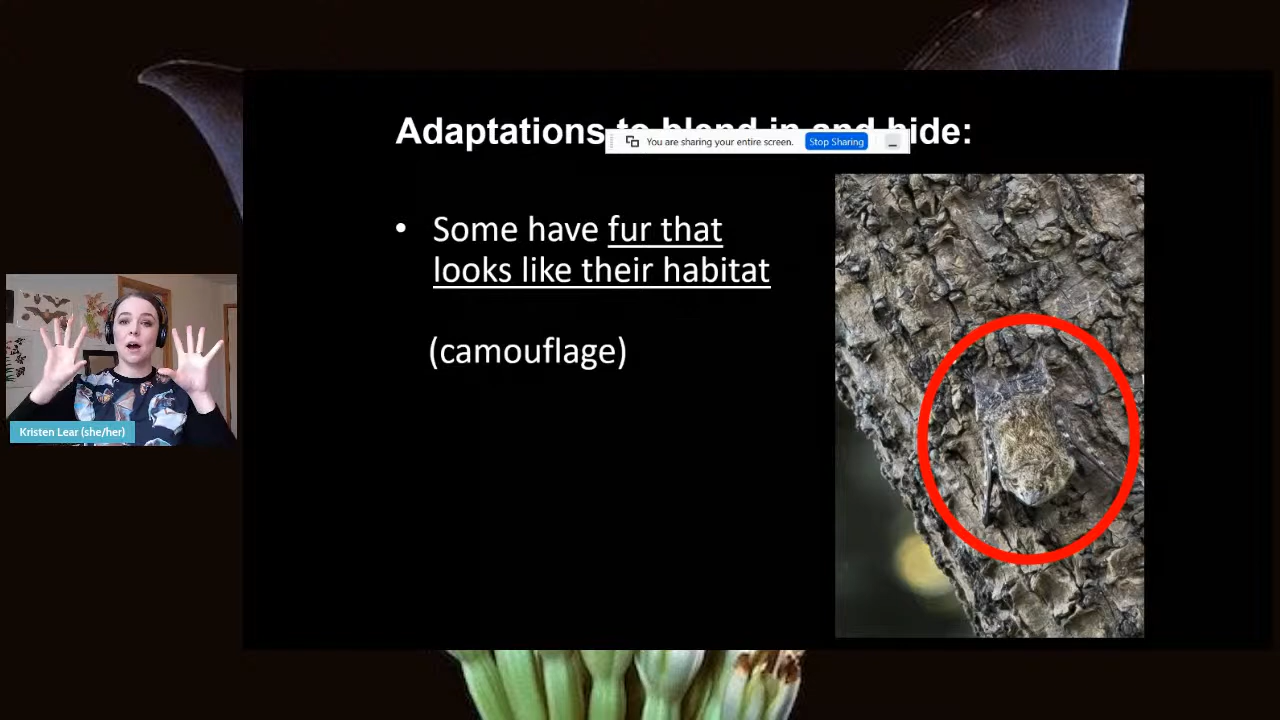 Adaptations to blend in and hide:
You are sharing your entire screen. Stop Sharing
• Some have fur that
looks like their habitat
(camouflage)
Kristen Lear (she/her)